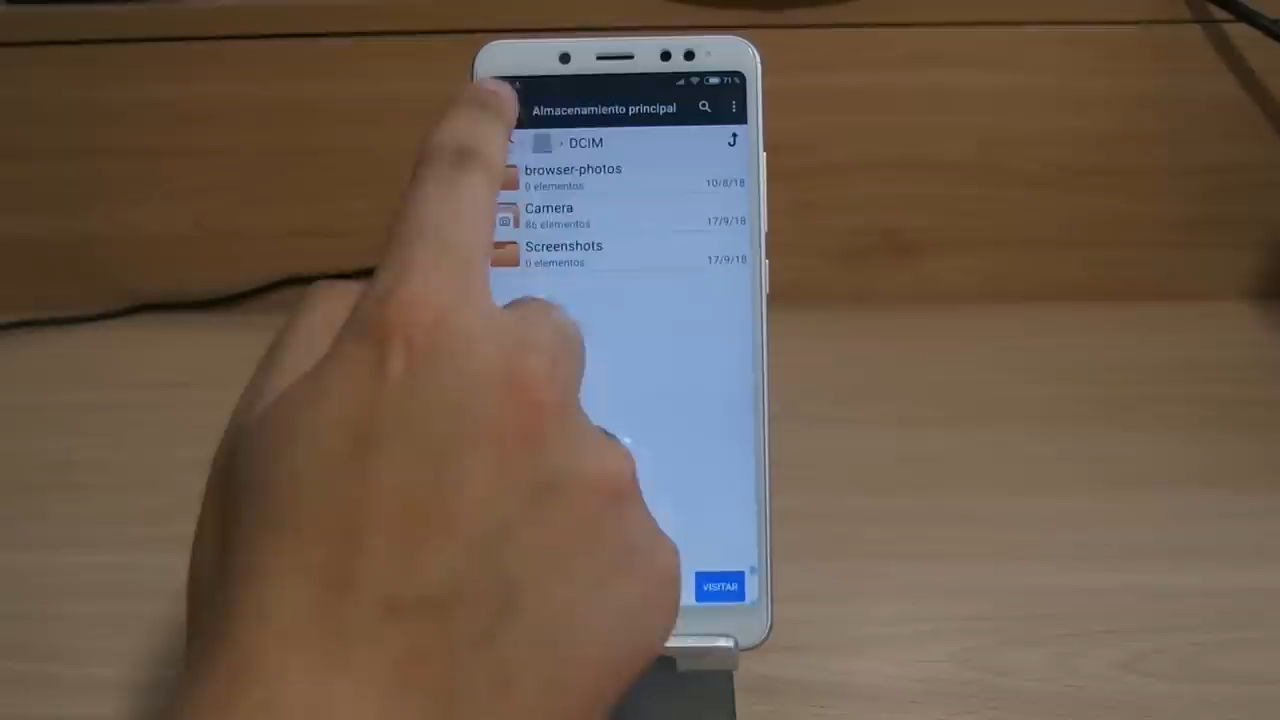 71%
Almacenamiento principal
› DCIM
browser-photos
0 elementos
10/8/18
Camera
86 elementos
17/9/18
Screenshots
0 elementos
17/9/18
VISITAR